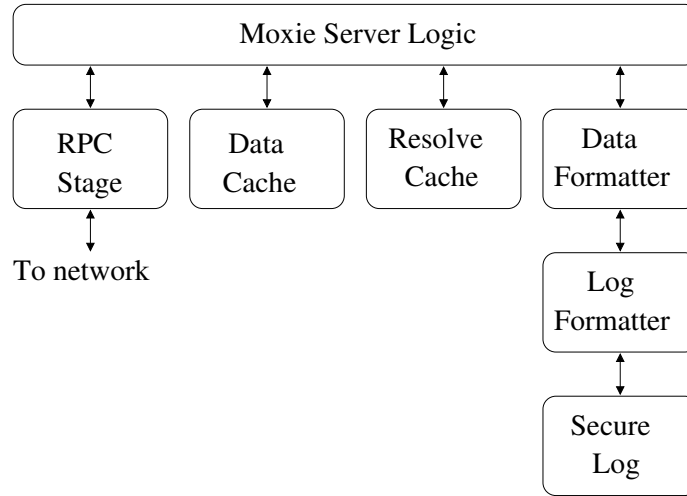 Moxie Server Logic
RPC
Stage
Data
Cache
Resolve
Cache
Data
Formatter
To network
Log
Formatter
Secure
Log